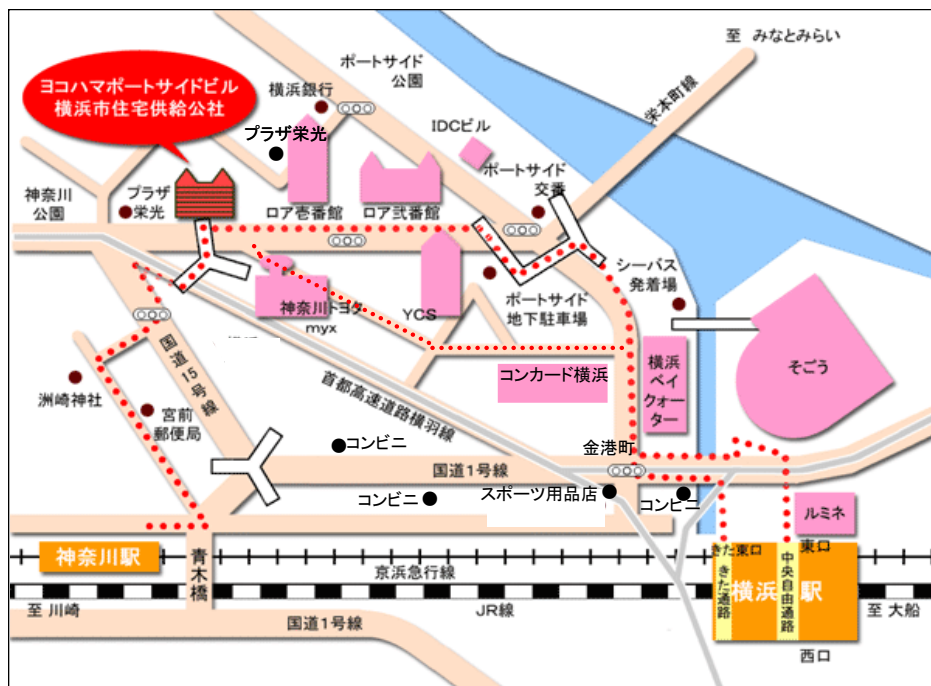 至 みなとみらい
ヨコハマポートサイドビル
横浜市住宅供給公社
ポートサイド
公園
横浜銀行
栄本町線
IDCビル
プラザ栄光
ポートサイド
交番
神奈川
公園
プラザ
栄光
ロア壱番館
ロア弐番館
シーバス
発着場
神奈川トヨタ
myx
YCS
ポートサイド
地下駐車場
国道15号線
首都高速道路横羽線
コンカード横浜
横浜
ベイ
クォー
ター
そごう
洲崎神社
宮前
郵便局
コンビニ
金港町
国道1号線
コンビニ
スポーツ用品店
コンビニ
ルミネ
神奈川駅
青木橋
京浜急行線
きた東口
東口
きた通路
中央自由通路
横浜駅
至 川崎
JR線
至 大船
国道1号線
西口